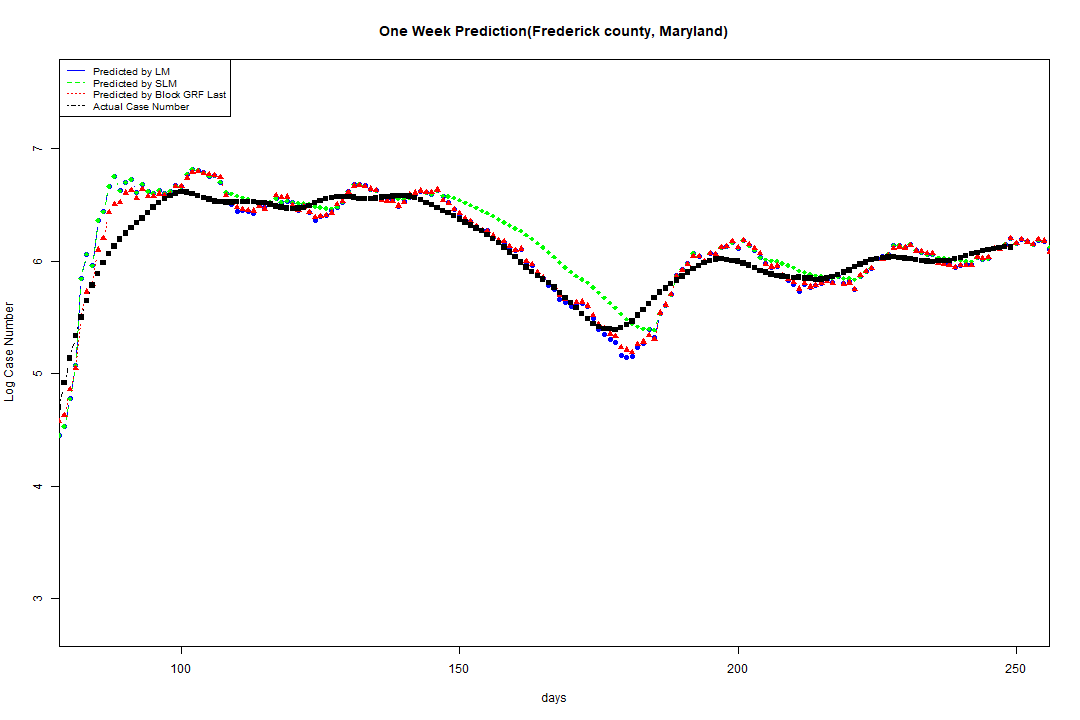 One Week Prediction(Frederick county, Maryland)
Predicted by LM
Predicted by SLM
Predicted by Block GRF Last
Actual Case Number
7
6
5
4
3
Log Case Number
100
150
200
250
days